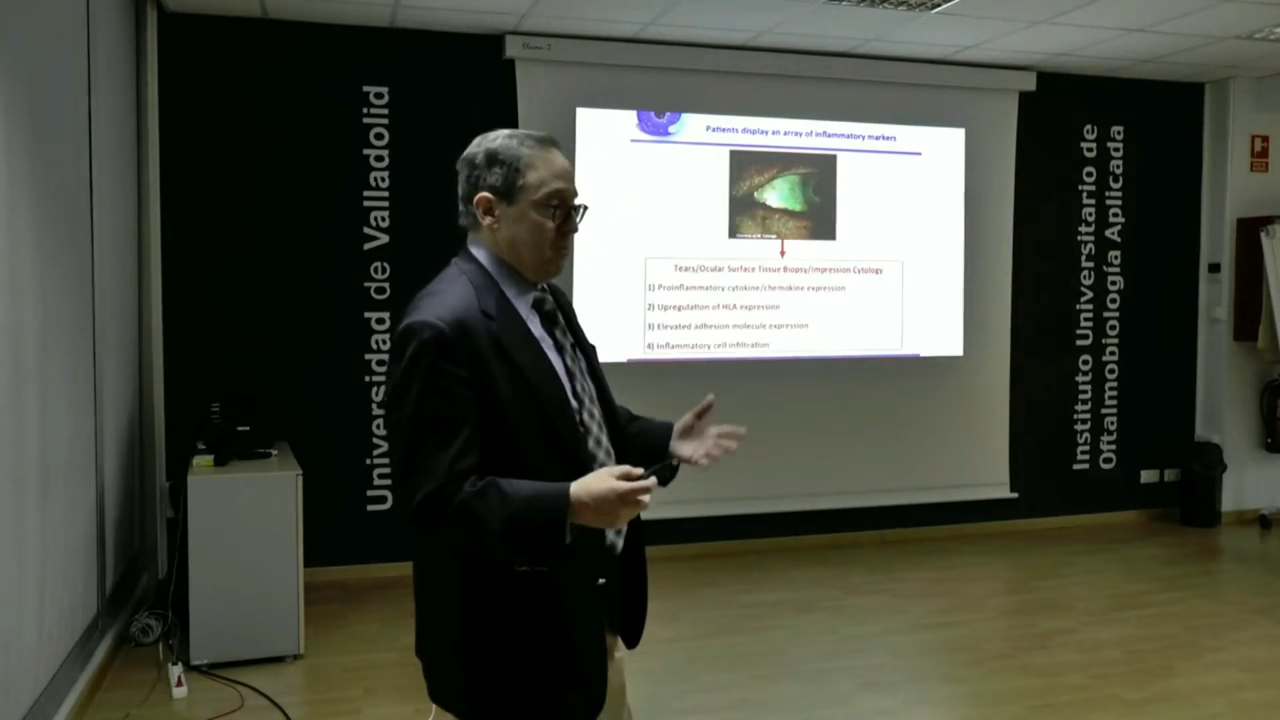 Universidad de Valladolid
Patients display an array of inflammatory markers
Tears/Ocular Surface Tissue Biopsy/Impression Cytology
1) Proinflammatory cytokine/chemokine expression
2) Upregulation of HLA expression
3) Elevated adhesion molecule expression
4) Inflammatory cell infiltration
Instituto Universitario de
Oftalmobiología Aplicada